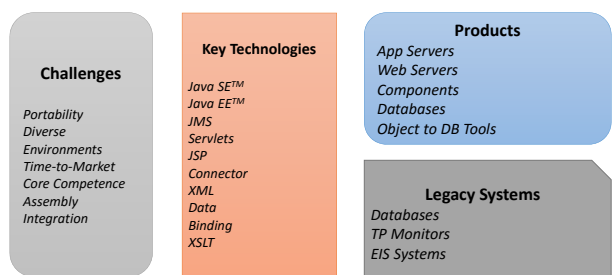 Challenges
Portability
Diverse
Environments
Time-to-Market
Core Competence
Assembly
Integration
Key Technologies
Java SE™
Java EE™
JMS
Servlets
JSP
Connector
XML
Data
Binding
XSLT
Products
App Servers
Web Servers
Components
Databases
Object to DB Tools
Legacy Systems
Databases
TP Monitors
EIS Systems